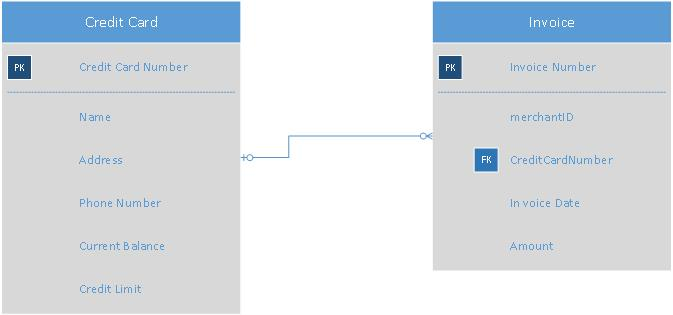 Credit Card
PK Credit Card Number
Name
Address
Phone Number
Current Balance
Credit Limit
Invoice
PK Invoice Number
merchantID
FK CreditCardNumber
Invoice Date
Amount